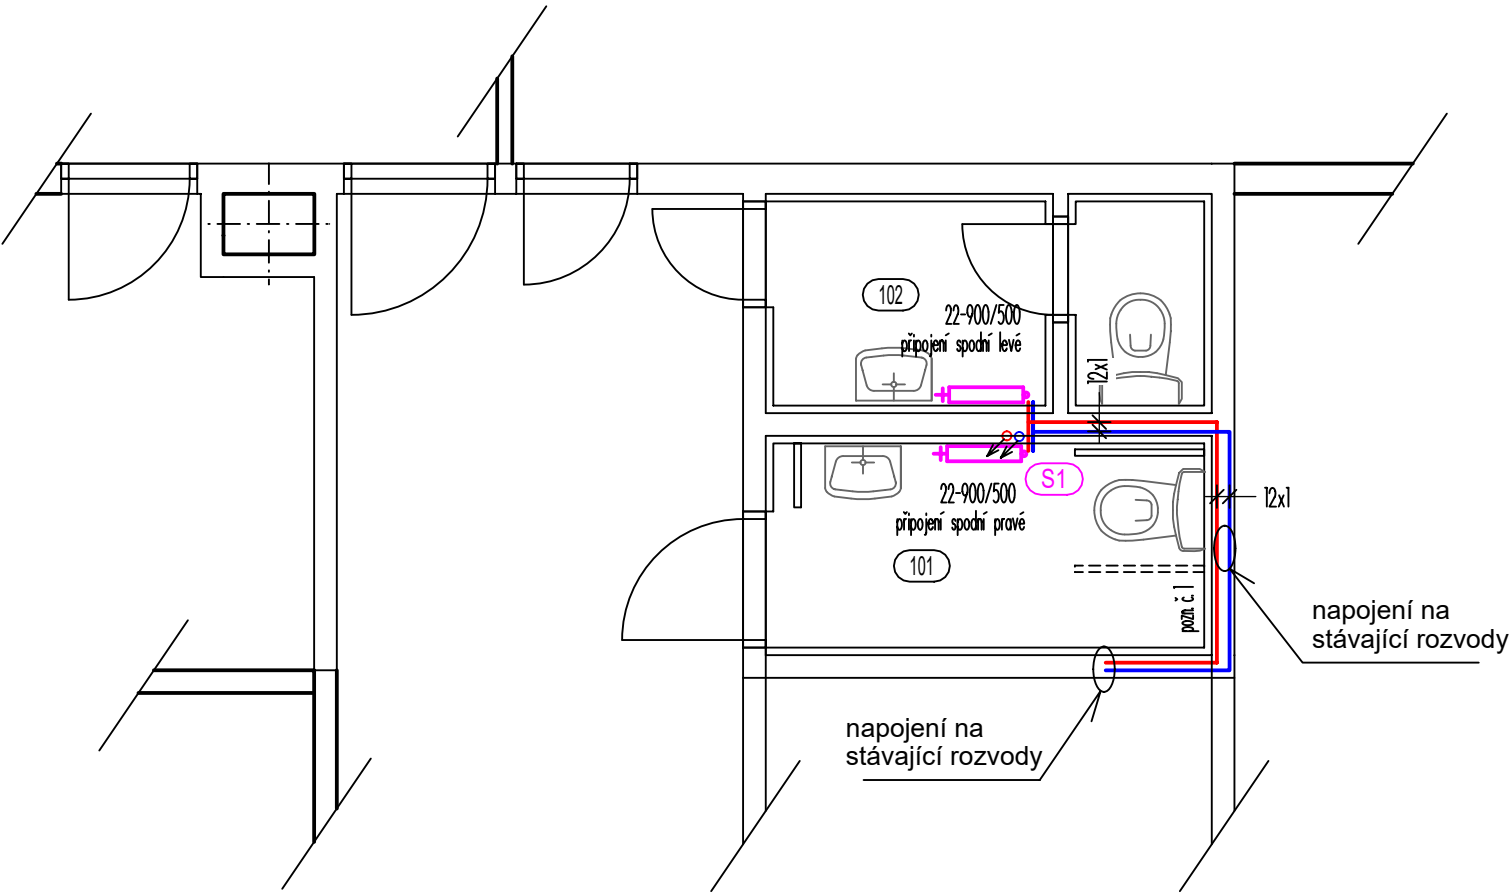 102
22-900/500
připojení spodní levé
12x1
S1
22-900/500
připojení spodní pravé
12x1
101
pozn. č. 1
napojení na
stávající rozvody
napojení na
stávající rozvody